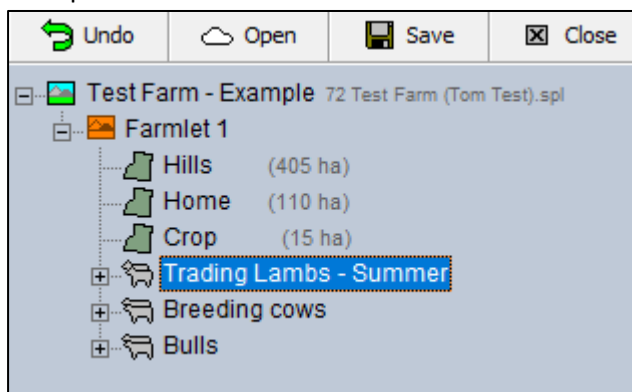 Undo Open Save Close
Test Farm - Example 72 Test Farm (Tom Test).spl
Farmlet 1
Hills (405 ha)
Home (110 ha)
Crop (15 ha)
Trading Lambs - Summer
Breeding cows
Bulls